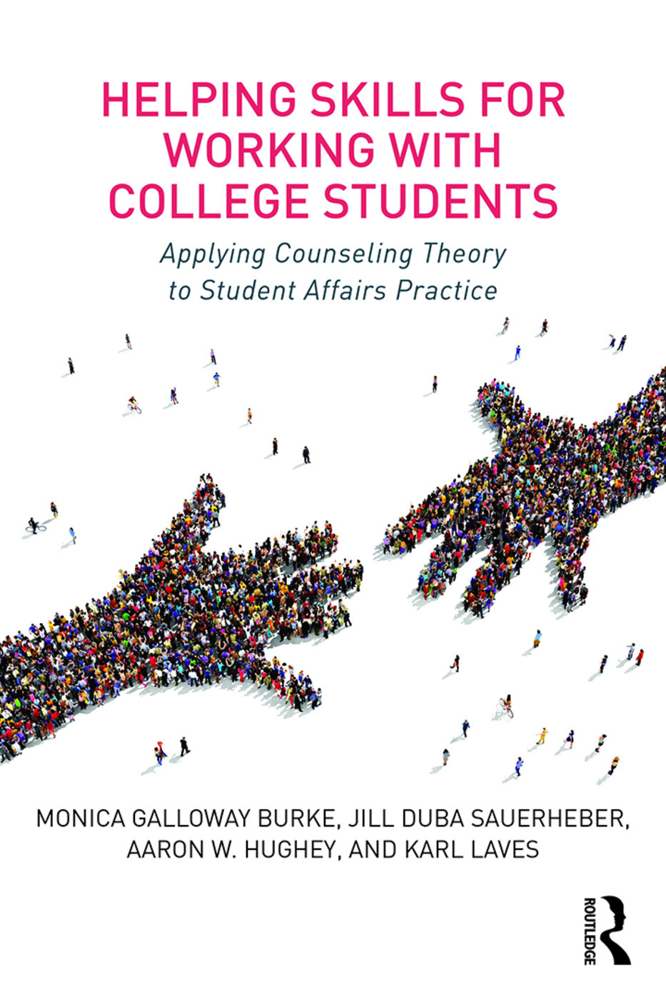 HELPING SKILLS FOR
WORKING WITH
COLLEGE STUDENTS
Applying Counseling Theory
to Student Affairs Practice
MONICA GALLOWAY BURKE, JILL DUBA SAUERHEBER,
AARON W. HUGHEY, AND KARL LAVES
ROUTLEDGE